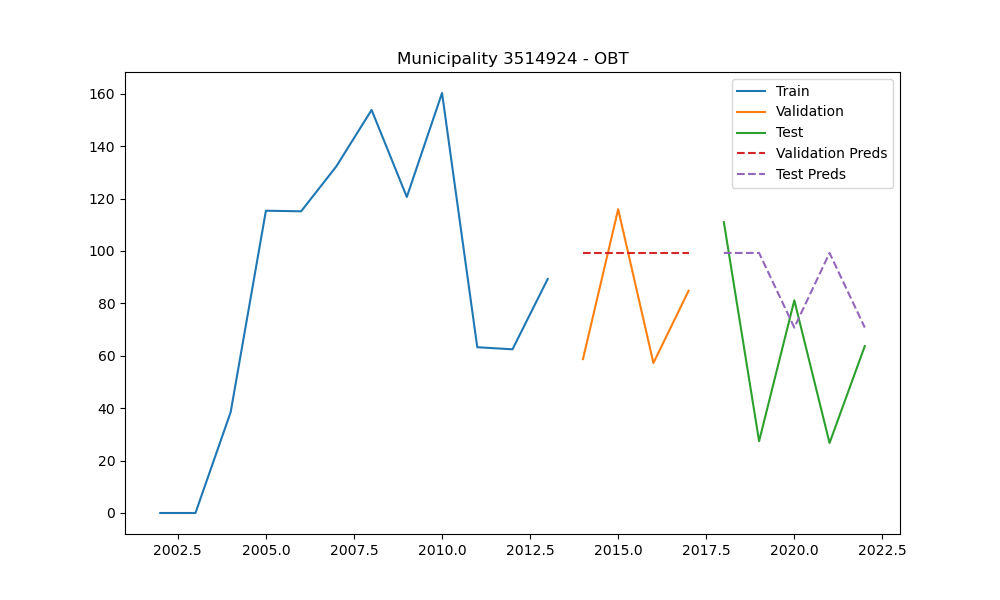 Municipality 3514924 - OBT
Train
Validation
Test
Validation Preds
Test Preds
160
140
120
100
80
60
40
20
0
2002.5 2005.0 2007.5 2010.0 2012.5 2015.0 2017.5 2020.0 2022.5